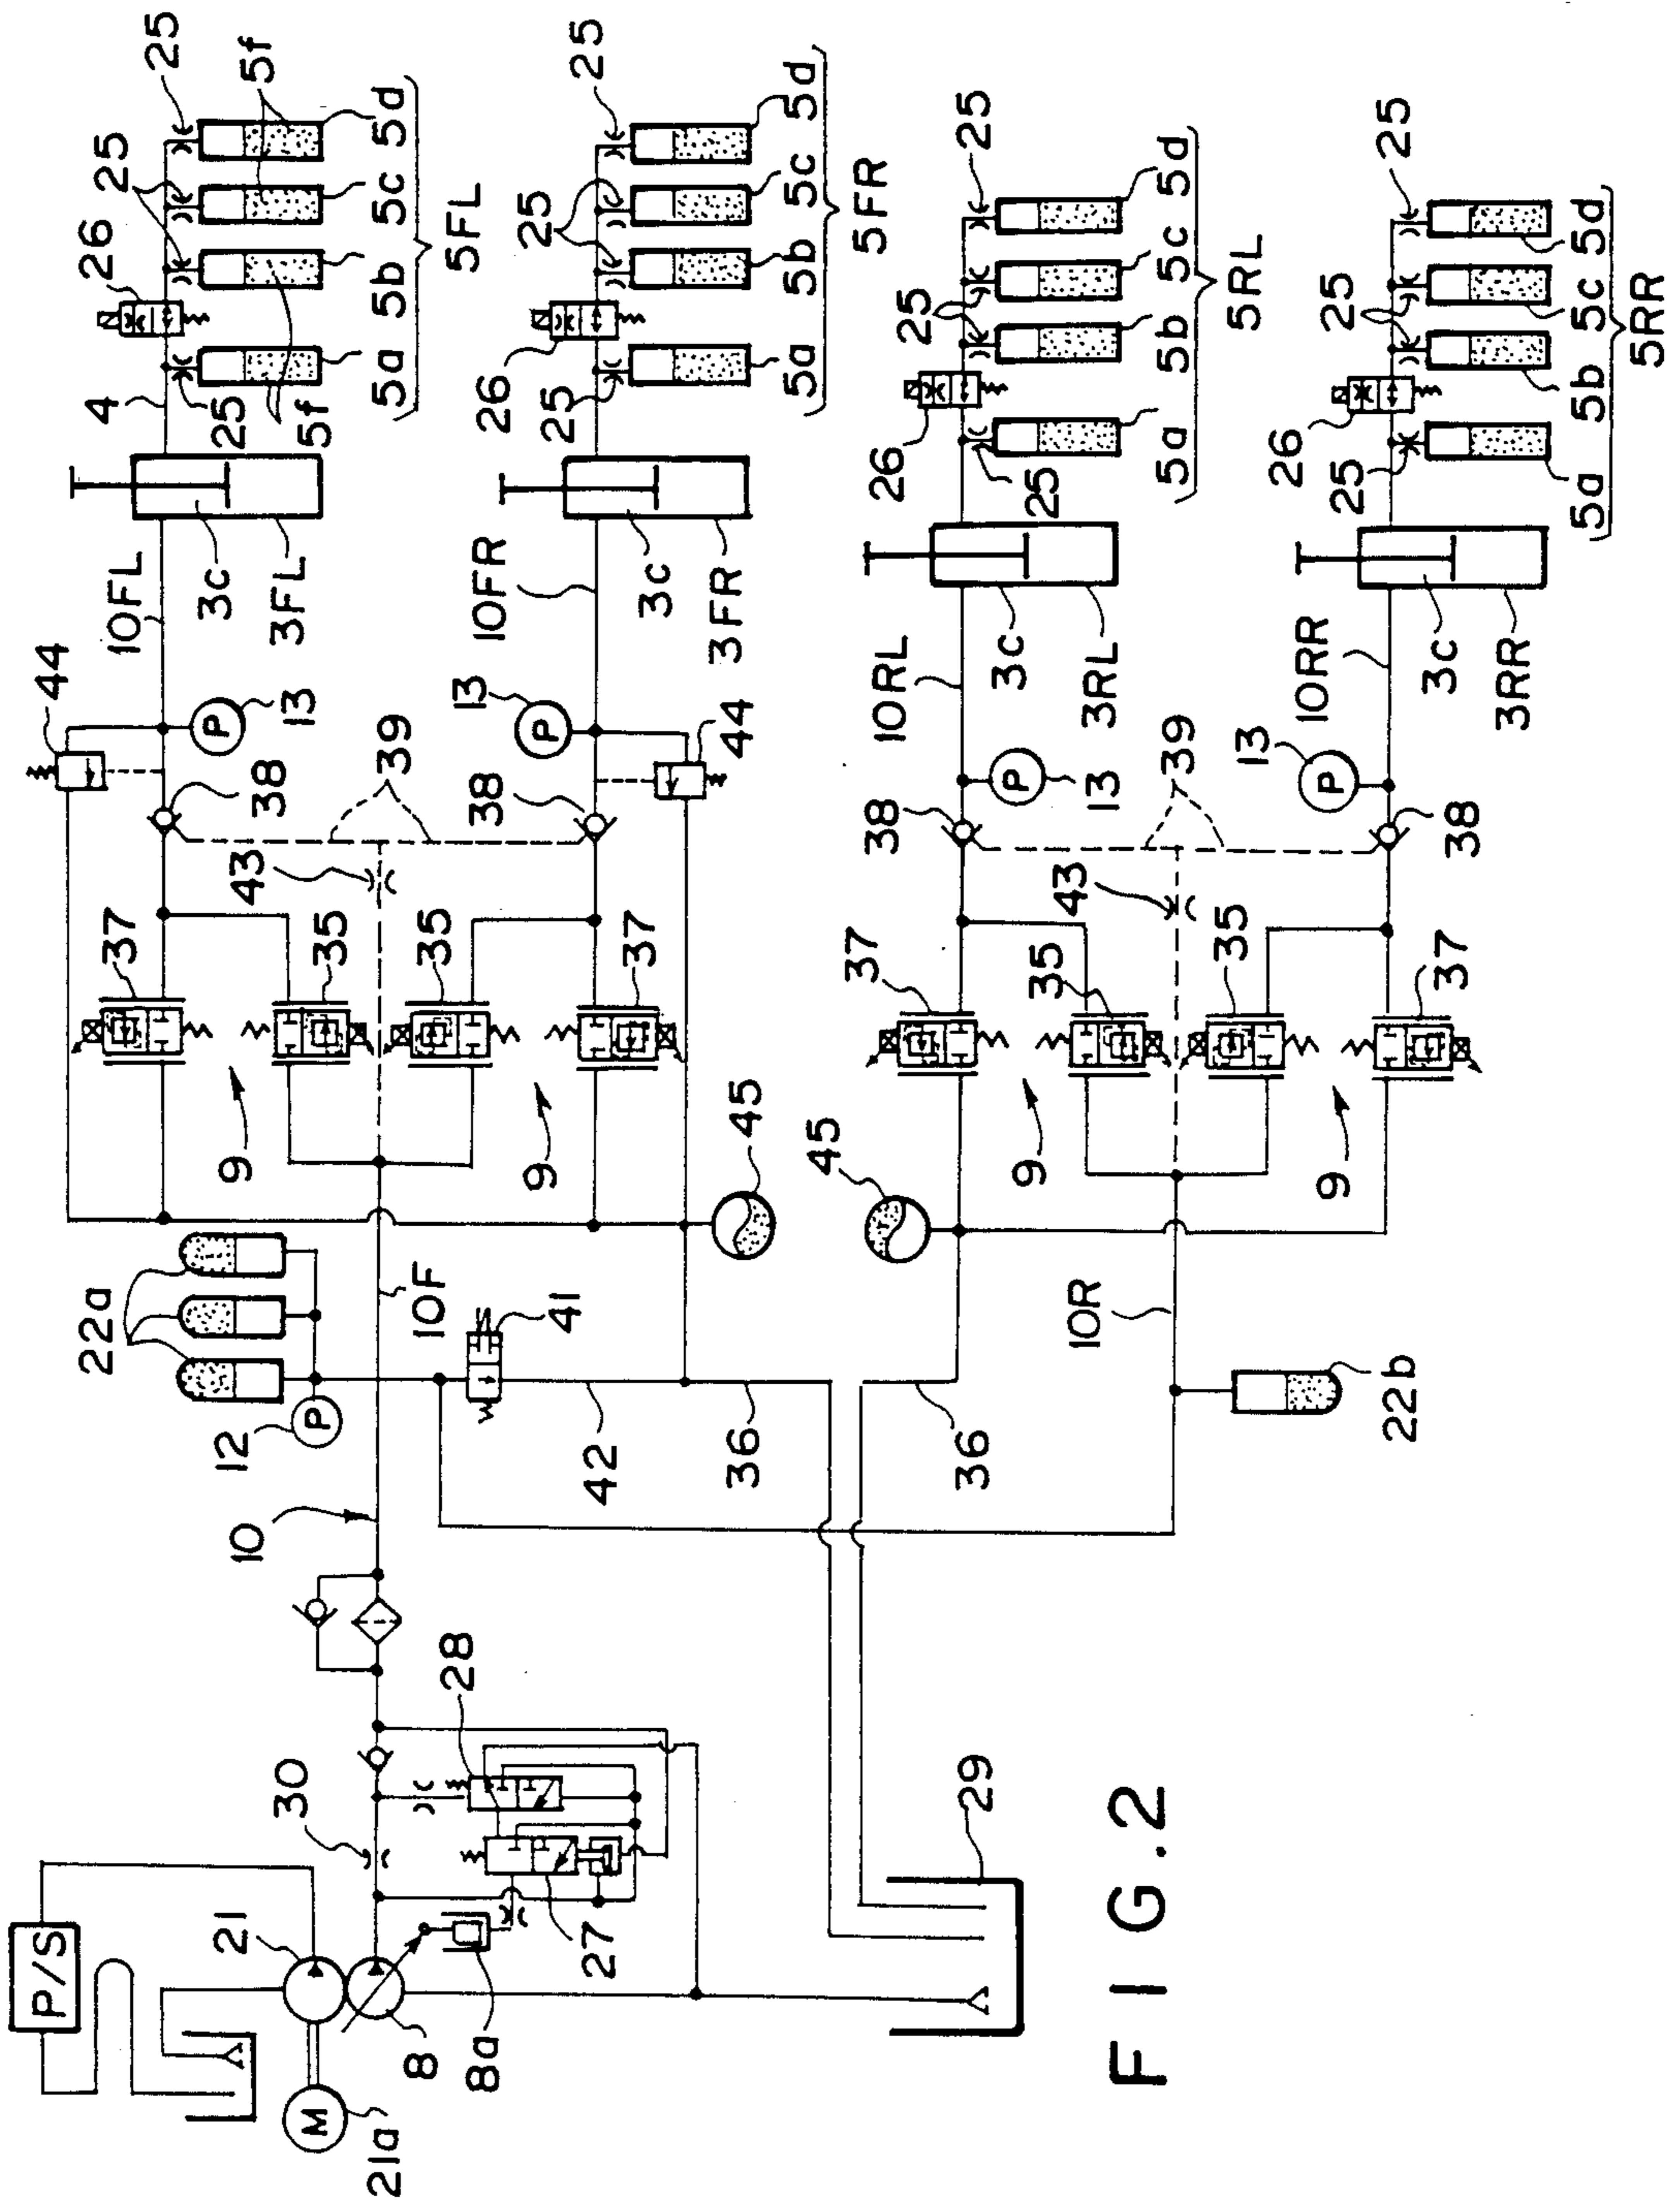 25
5f
25
26
4
25
5f
5a 5b 5c 5d
5FL
25
25
26
25
5a 5b 5c 5d
5FR
25
25
26
25
5a 5b 5c 5d
5RL
25
25
26
25
5a 5b 5c 5d
5RR
10FL
3c
3FL
10FR
3c
3FR
10RL
3c
3RL
10RR
3c
3RR
44
P
13
13
P
44
P
13
13
P
38
39
38
38
39
38
43
43
37
35
35
37
37
35
35
37
9
9
9
9
45
45
22a
10F
41
10R
P
12
42
36
36
22b
10
28
30
29
P/S
21
27
8
8a
M
21a
FIG.2